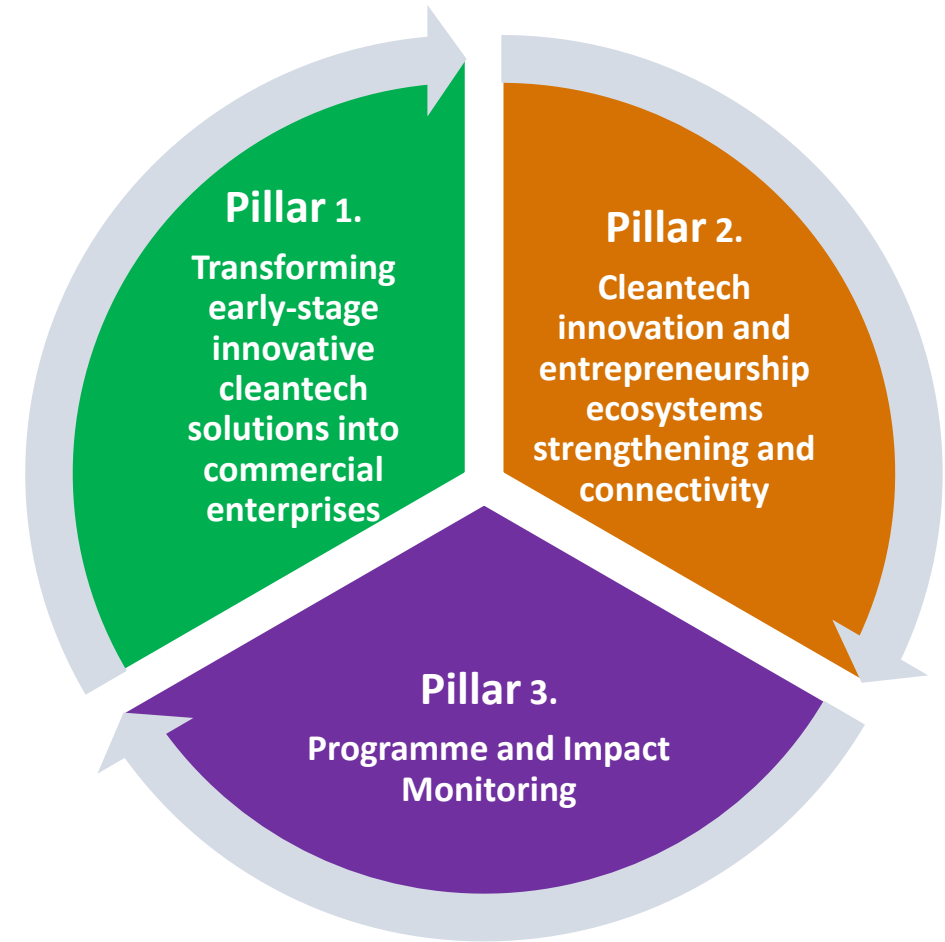 Pillar 1.
Transforming
early-stage
innovative
cleantech
solutions into
commercial
enterprises
Pillar 2.
Cleantech
innovation and
entrepreneurship
ecosystems
strengthening and
connectivity
Pillar 3.
Programme and Impact
Monitoring